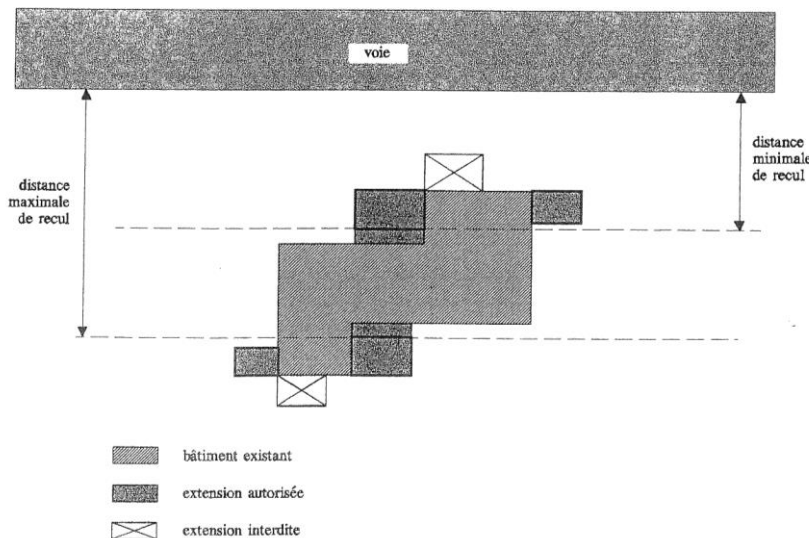 voie
distance
maximale
de recul
distance
minimale
de recul
bâtiment existant
extension autorisée
extension interdite